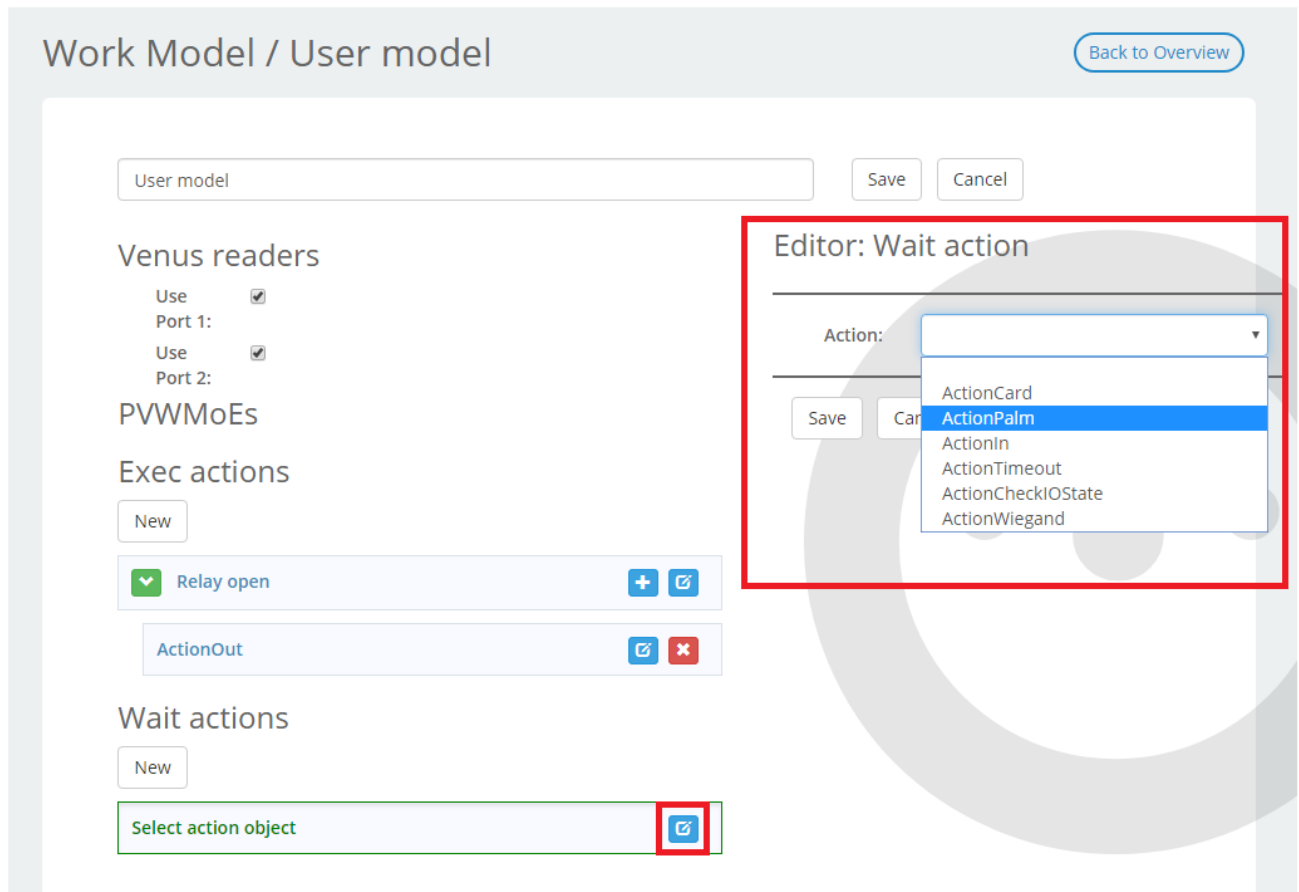 Work Model / User model
Back to Overview
User model
Save
Cancel
Venus readers
Use
Port 1:
Use
Port 2:
PVWMoEs
Exec actions
New
Relay open
ActionOut
Wait actions
New
Select action object
Editor: Wait action
Action:
ActionCard
ActionPalm
ActionIn
ActionTimeout
ActionCheckIOState
ActionWiegand
Save
Car